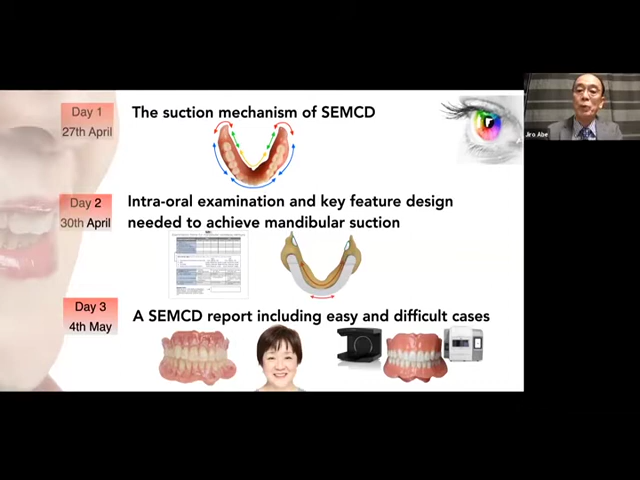 Day 1
27th April
The suction mechanism of SEMCD
Day 2
30th April
Intra-oral examination and key feature design
needed to achieve mandibular suction
Day 3
4th May
A SEMCD report including easy and difficult cases
Jiro Abe